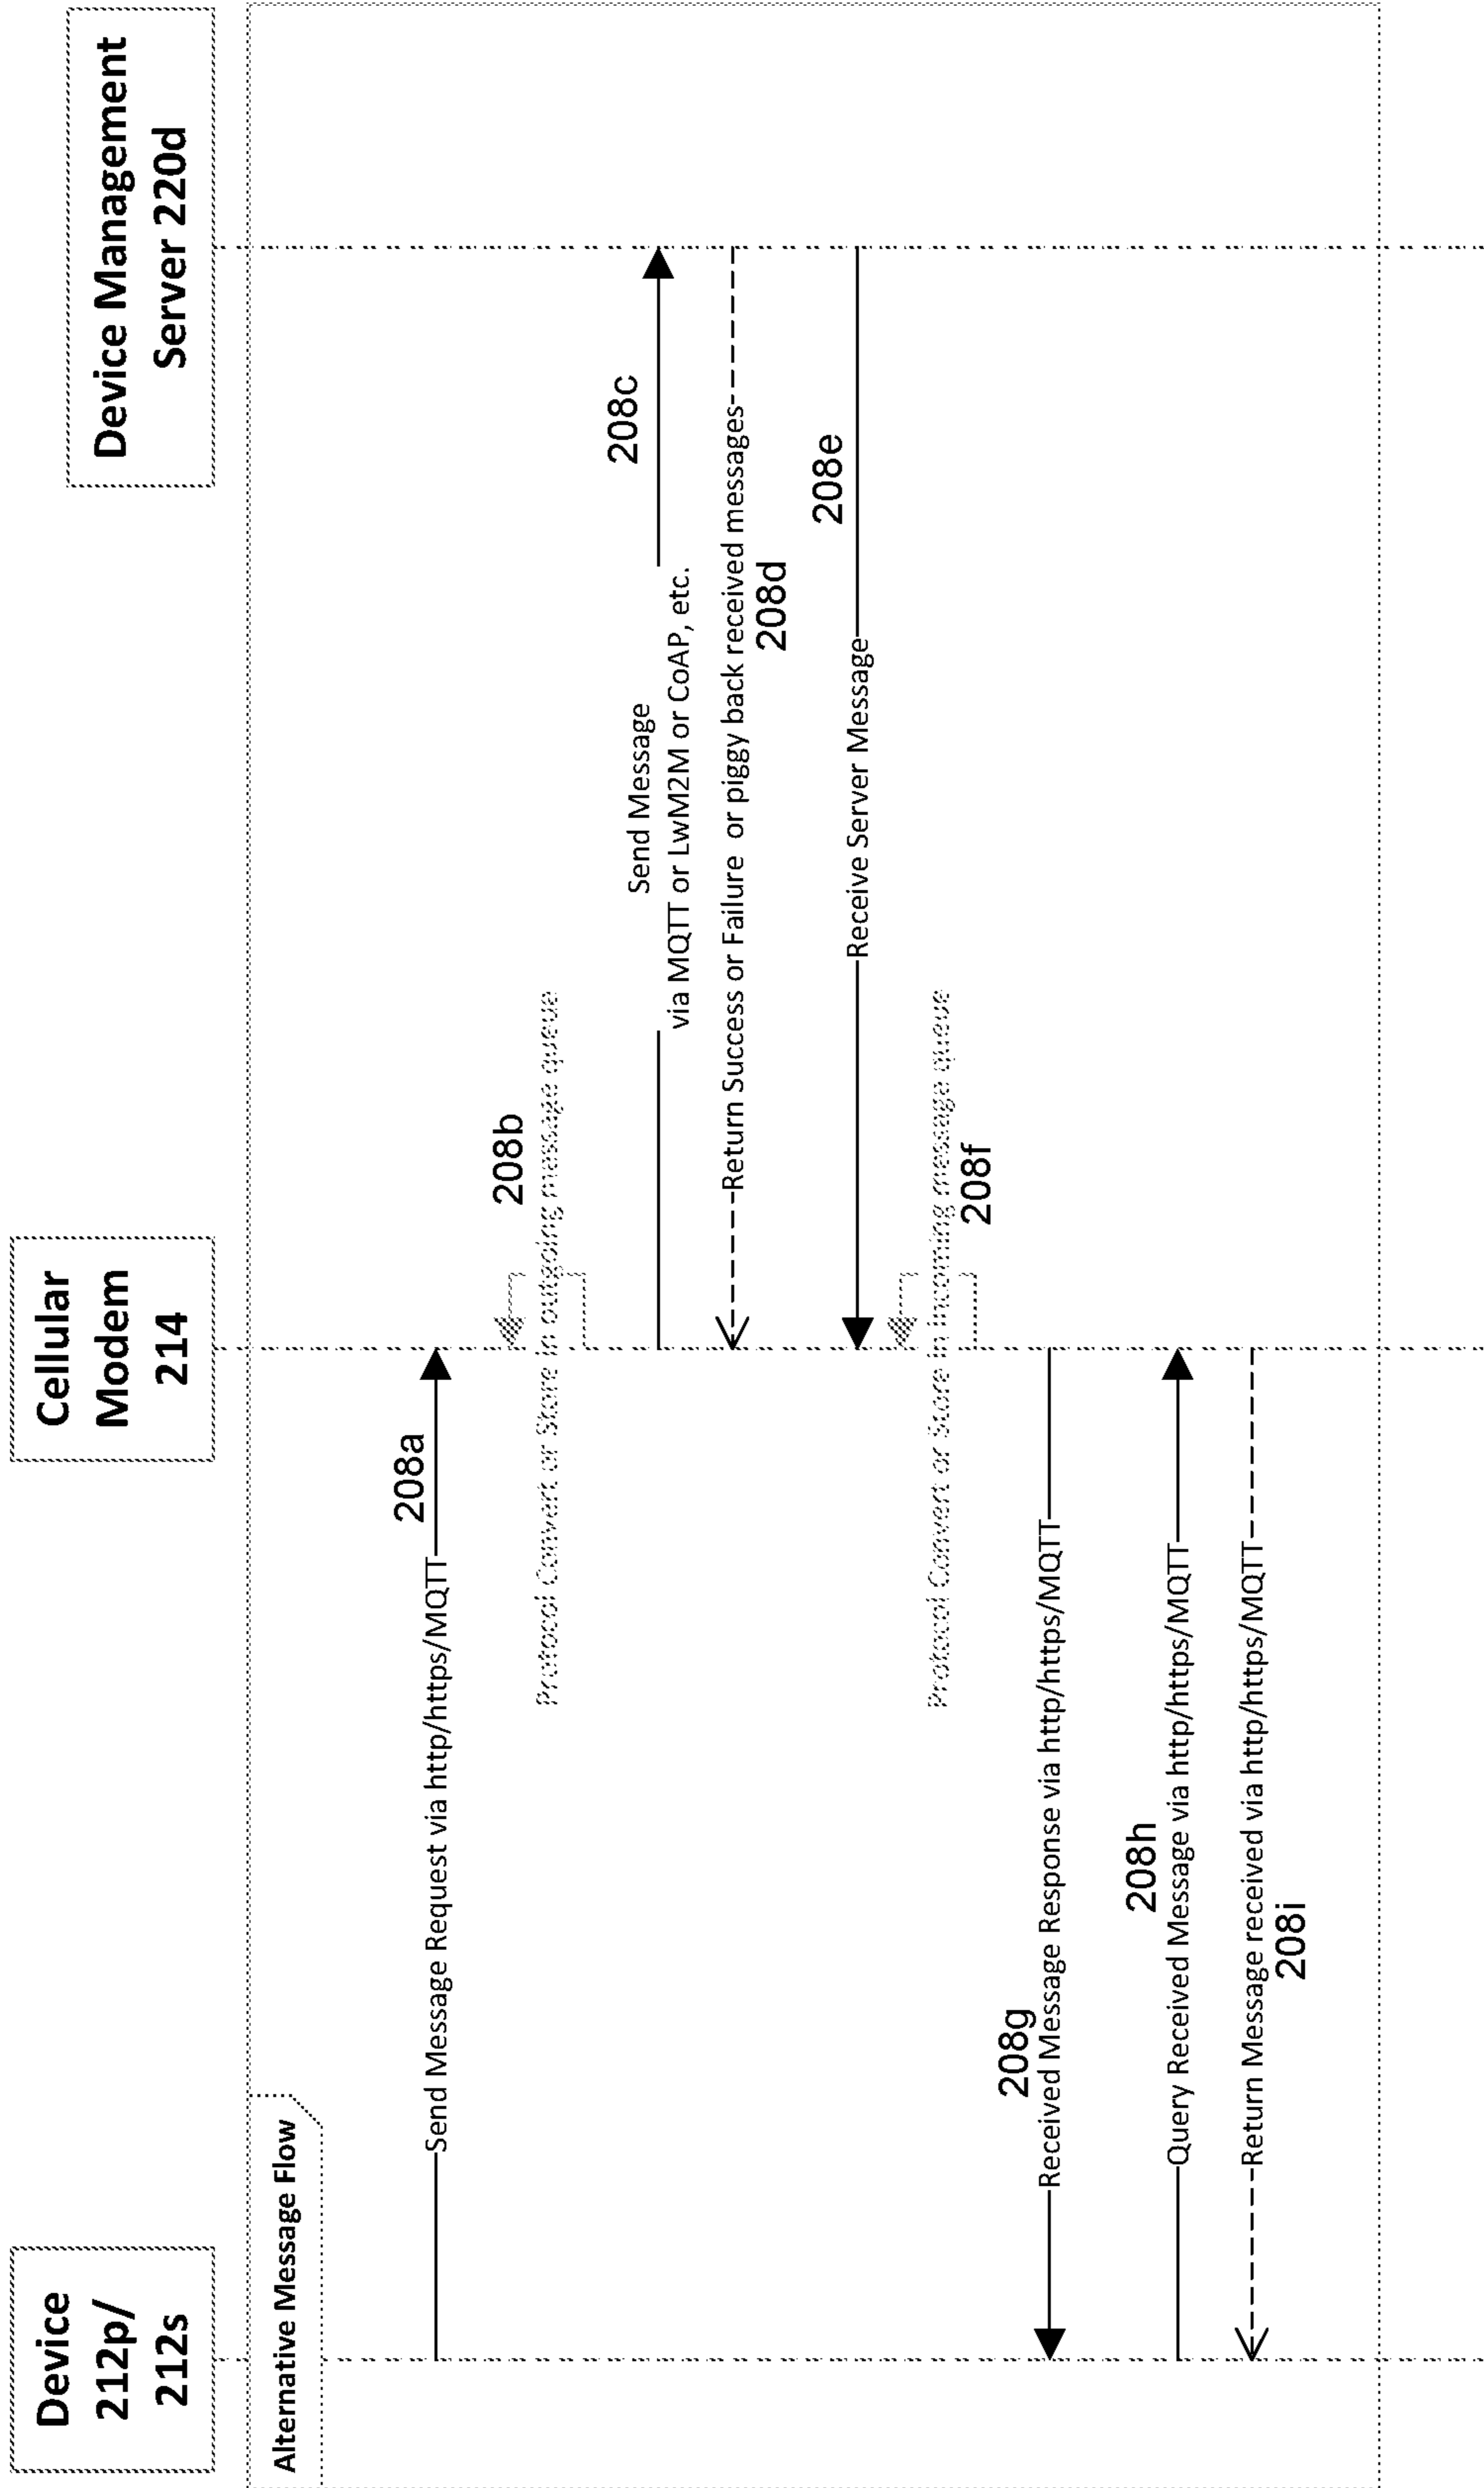 Device
212p/
212s
Cellular
Modem
214
Device Management
Server 220d
Alternative Message Flow
Send Message Request via http/https/MQTT
208a
208b
Protocol Convert or Store in outgoing massage queue
208c
Send Message
via MQTT or LwM2M or CoAP, etc.
Return Success or Failure or piggy back received messages
208d
208e
Receive Server Message
Protocol Convert or Store in Incoming message queue
208f
208g
Received Message Response via http/https/MQTT
208h
Query Received Message via http/https/MQTT
Return Message received via http/https/MQTT
208i